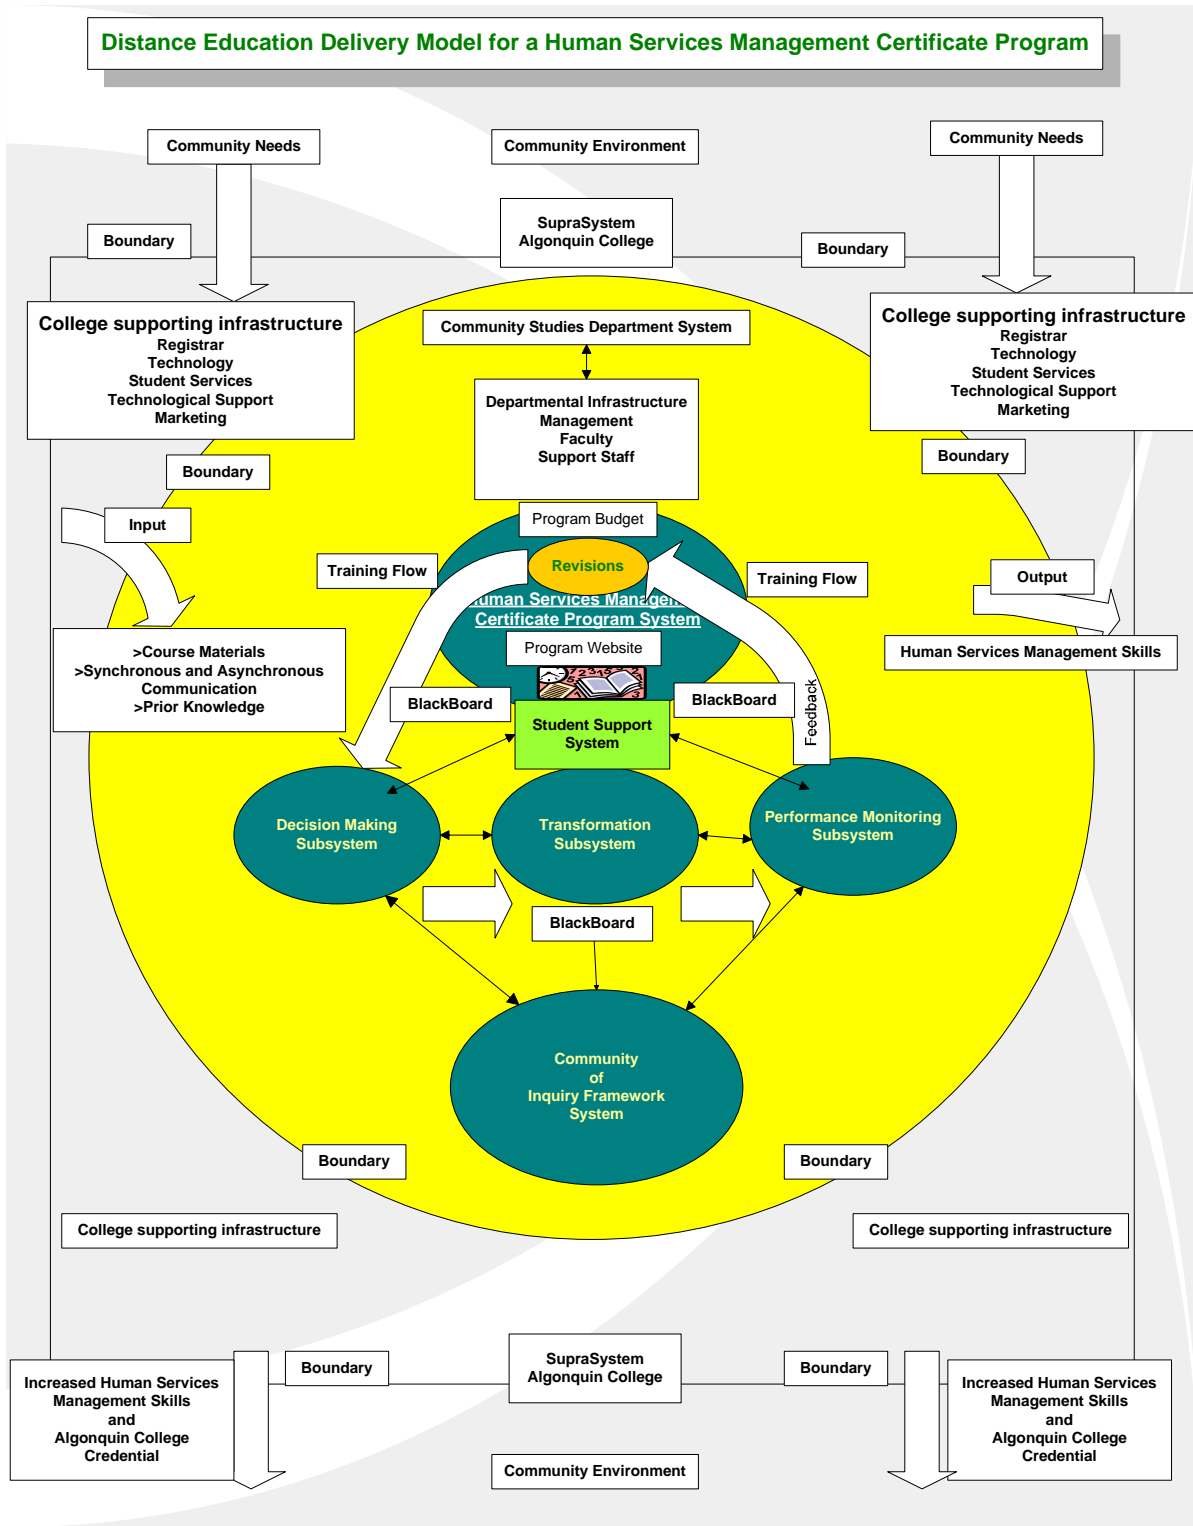 Distance Education Delivery Model for a Human Services Management Certificate Program
Community Needs
Community Environment
Community Needs
SupraSystem
Algonquin College
Boundary
Boundary
College supporting infrastructure
Registrar
Technology
Student Services
Technological Support
Marketing
Community Studies Department System
College supporting infrastructure
Registrar
Technology
Student Services
Technological Support
Marketing
Departmental Infrastructure
Management
Faculty
Support Staff
Boundary
Boundary
Input
Program Budget
Training Flow
Revisions
Training Flow
Output
Human Services
Certificate Program System
>Course Materials
>Synchronous and Asynchronous
Communication
>Prior Knowledge
Program Website
Human Services Management Skills
BlackBoard
BlackBoard
Feedback
Student Support
System
Decision Making
Subsystem
Transformation
Subsystem
Performance Monitoring
Subsystem
BlackBoard
Community
of
Inquiry Framework
System
Boundary
Boundary
College supporting infrastructure
College supporting infrastructure
Boundary
SupraSystem
Algonquin College
Boundary
Increased Human Services
Management Skills
and
Algonquin College
Credential
Increased Human Services
Management Skills
and
Algonquin College
Credential
Community Environment